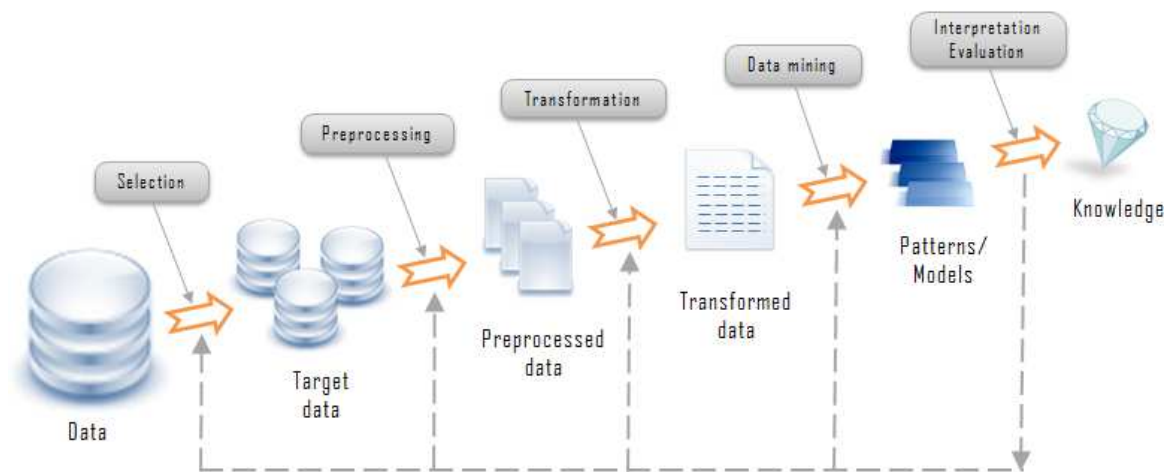 Interpretation
Evaluation
Data mining
Transformation
Preprocessing
Selection
Knowledge
Patterns/
Models
Transformed
data
Preprocessed
data
Target
data
Data